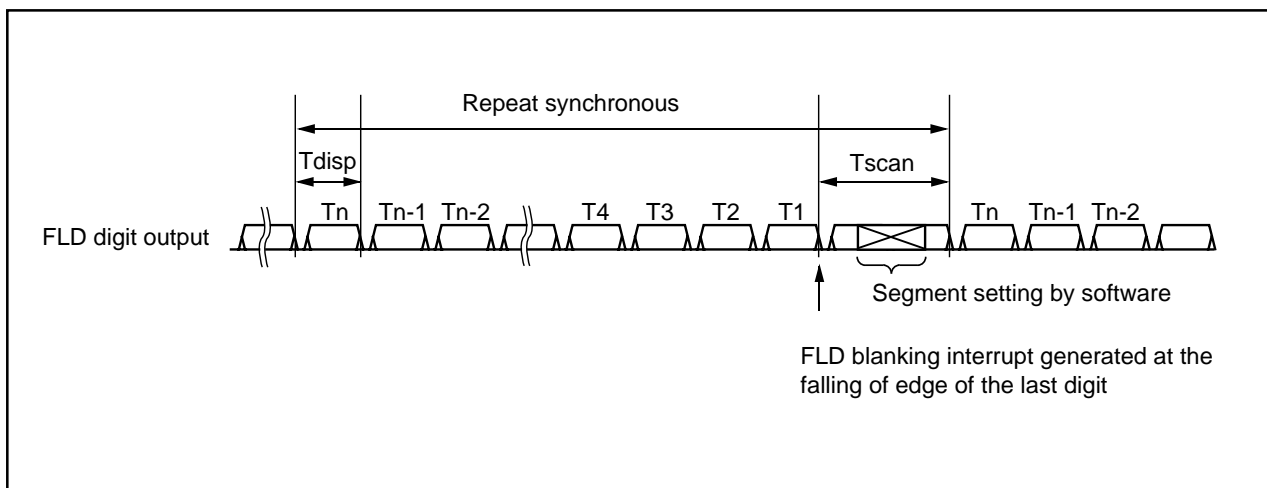 Repeat synchronous
Tdisp
Tscan
Tn
Tn-1
Tn-2
T4
T3
T2
T1
Tn
Tn-1
Tn-2
FLD digit output
Segment setting by software
FLD blanking interrupt generated at the
falling of edge of the last digit